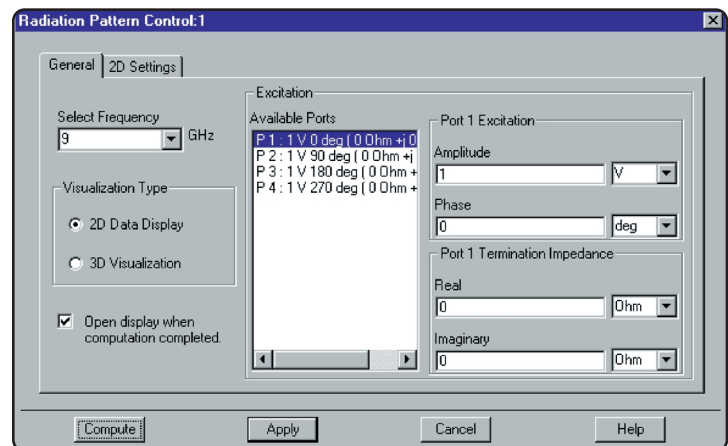 Radiation Pattern Control:1
General
2D Settings
Select Frequency
9
GHz
Visualization Type
2D Data Display
3D Visualization
Open display when
computation completed.
Excitation
Available Ports
P 1 : 1 V 0 deg ( 0 Ohm +j 0
P 2 : 1 V 90 deg ( 0 Ohm +j
P 3 : 1 V 180 deg ( 0 Ohm +
P 4 : 1 V 270 deg ( 0 Ohm +
Port 1 Excitation
Amplitude
1
V
Phase
0
deg
Port 1 Termination Impedance
Real
0
Ohm
Imaginary
0
Ohm
Compute
Apply
Cancel
Help